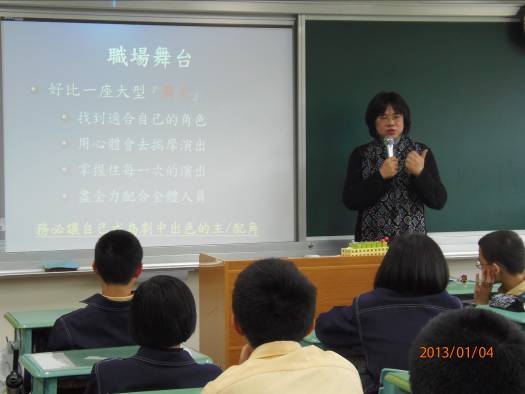 職場舞台
好比一座大型『』
找到適合自己的角色
用心體會去揣摩演出
掌握住每一次的演出
盡全力配合全體人員
務必讓自己成為劇中出色的主/配角
2013/01/04